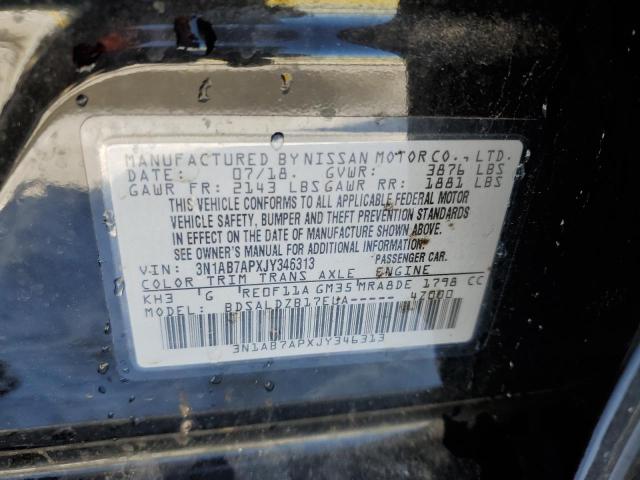 MANUFACTURED BY NISSAN MOTOR CO., LTD.
DATE: 07/18. GVWR: 3876 LBS
GAWR FR: 2143 LBS GAWR RR: 1881 LBS
THIS VEHICLE CONFORMS TO ALL APPLICABLE FEDERAL MOTOR
VEHICLE SAFETY, BUMPER AND THEFT PREVENTION STANDARDS
IN EFFECT ON THE DATE OF MANUFACTURE SHOWN ABOVE.
SEE OWNER'S MANUAL FOR ADDITIONAL INFORMATION.
VIN: 3N1AB7APXJY346313 PASSENGER CAR.
COLOR TRIM TRANS AXLE ENGINE
KH3 G RE0F11A GM35 MRA8DE 1798 CC
MODEL: BDSALDZB17EUA----- 4Z000
3N1AB7APXJY346313